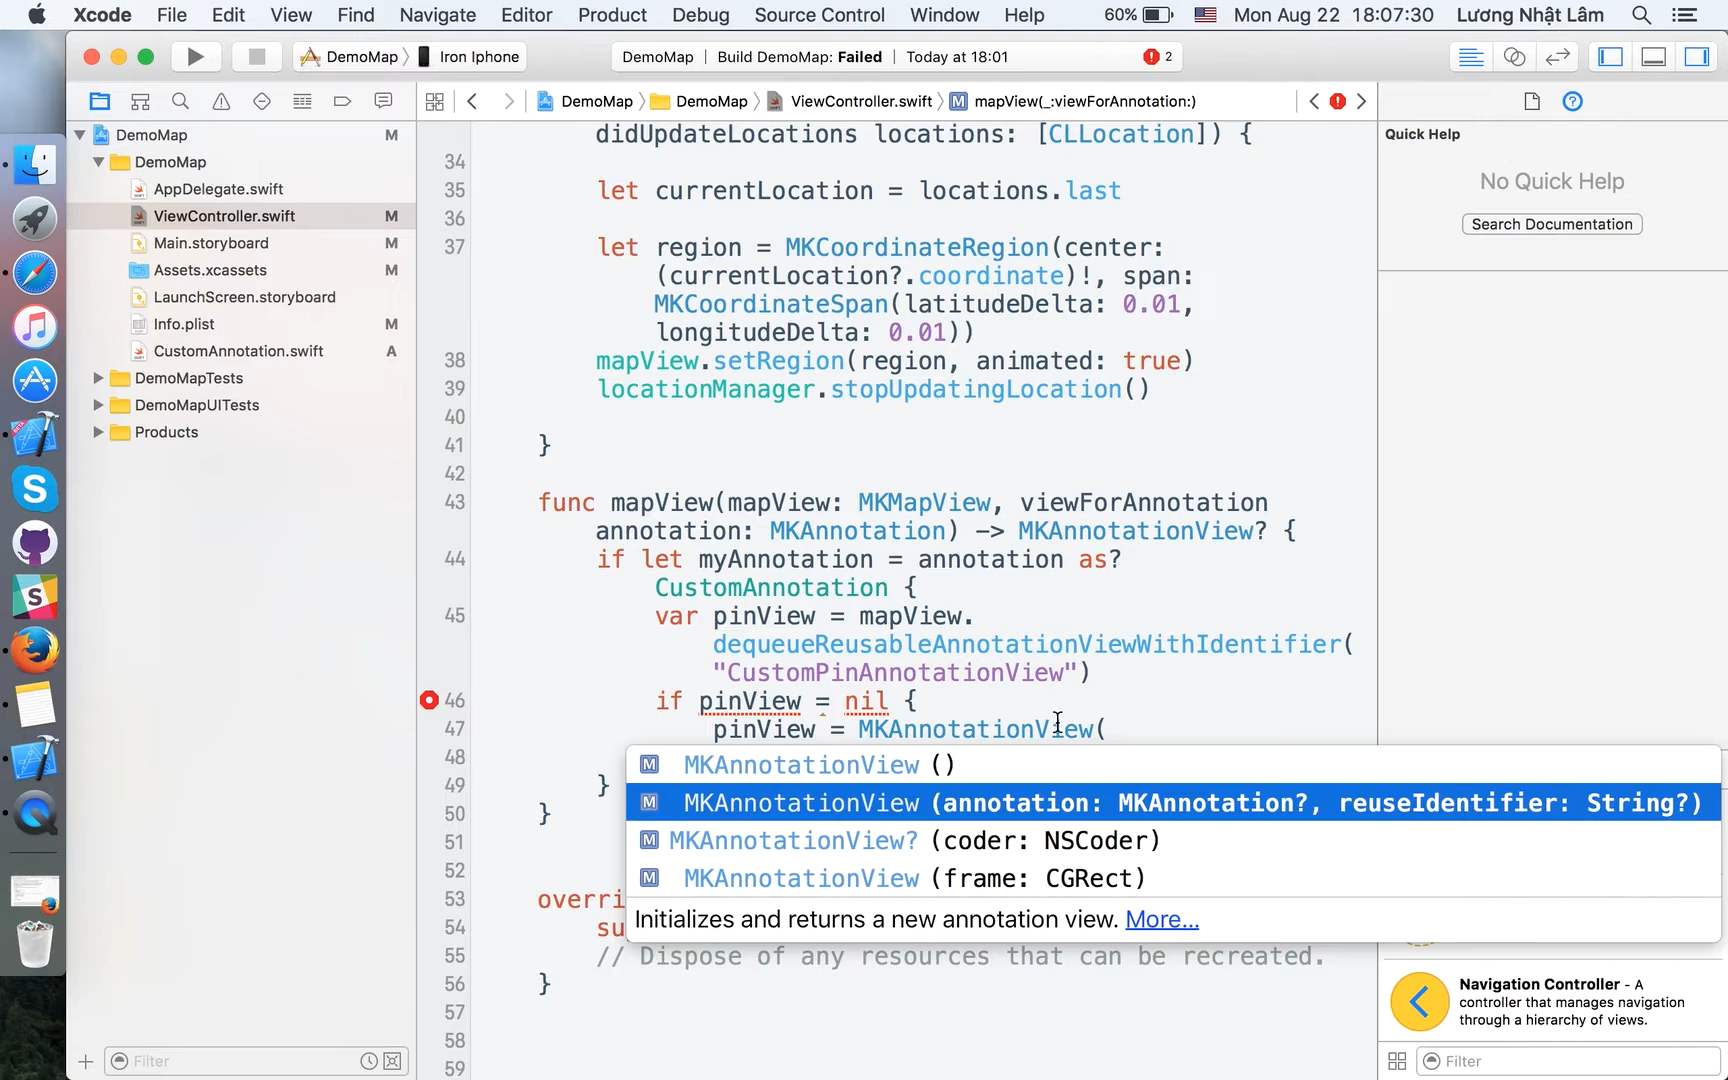 Xcode File Edit View Find Navigate Editor Product Debug Source Control Window Help 60% Mon Aug 22 18:07:30 Lương Nhật Lâm
DemoMap Iron Iphone DemoMap | Build DemoMap: Failed | Today at 18:01 2
DemoMap DemoMap ViewController.swift M mapView(_:viewForAnnotation:)
DemoMap M
DemoMap
AppDelegate.swift
ViewController.swift M
Main.storyboard M
Assets.xcassets M
LaunchScreen.storyboard
Info.plist M
CustomAnnotation.swift A
DemoMapTests
DemoMapUITests
Products
Filter
didUpdateLocations locations: [CLLocation]) {
34
35 let currentLocation = locations.last
36
37 let region = MKCoordinateRegion(center:
(currentLocation?.coordinate)!, span:
MKCoordinateSpan(latitudeDelta: 0.01,
longitudeDelta: 0.01))
38 mapView.setRegion(region, animated: true)
39 locationManager.stopUpdatingLocation()
40
41 }
42
43 func mapView(mapView: MKMapView, viewForAnnotation
annotation: MKAnnotation) -> MKAnnotationView? {
44 if let myAnnotation = annotation as?
CustomAnnotation {
45 var pinView = mapView.
dequeueReusableAnnotationViewWithIdentifier(
"CustomPinAnnotationView")
46 if pinView = nil {
47 pinView = MKAnnotationView(
48
49 }
50 }
51
52
53 overri
54 su
55 // Dispose of any resources that can be recreated.
56 }
57
58
59
M MKAnnotationView ()
M MKAnnotationView (annotation: MKAnnotation?, reuseIdentifier: String?)
M MKAnnotationView? (coder: NSCoder)
M MKAnnotationView (frame: CGRect)
Initializes and returns a new annotation view. More...
Quick Help
No Quick Help
Search Documentation
Navigation Controller - A
controller that manages navigation
through a hierarchy of views.
Filter
BETA
S
S